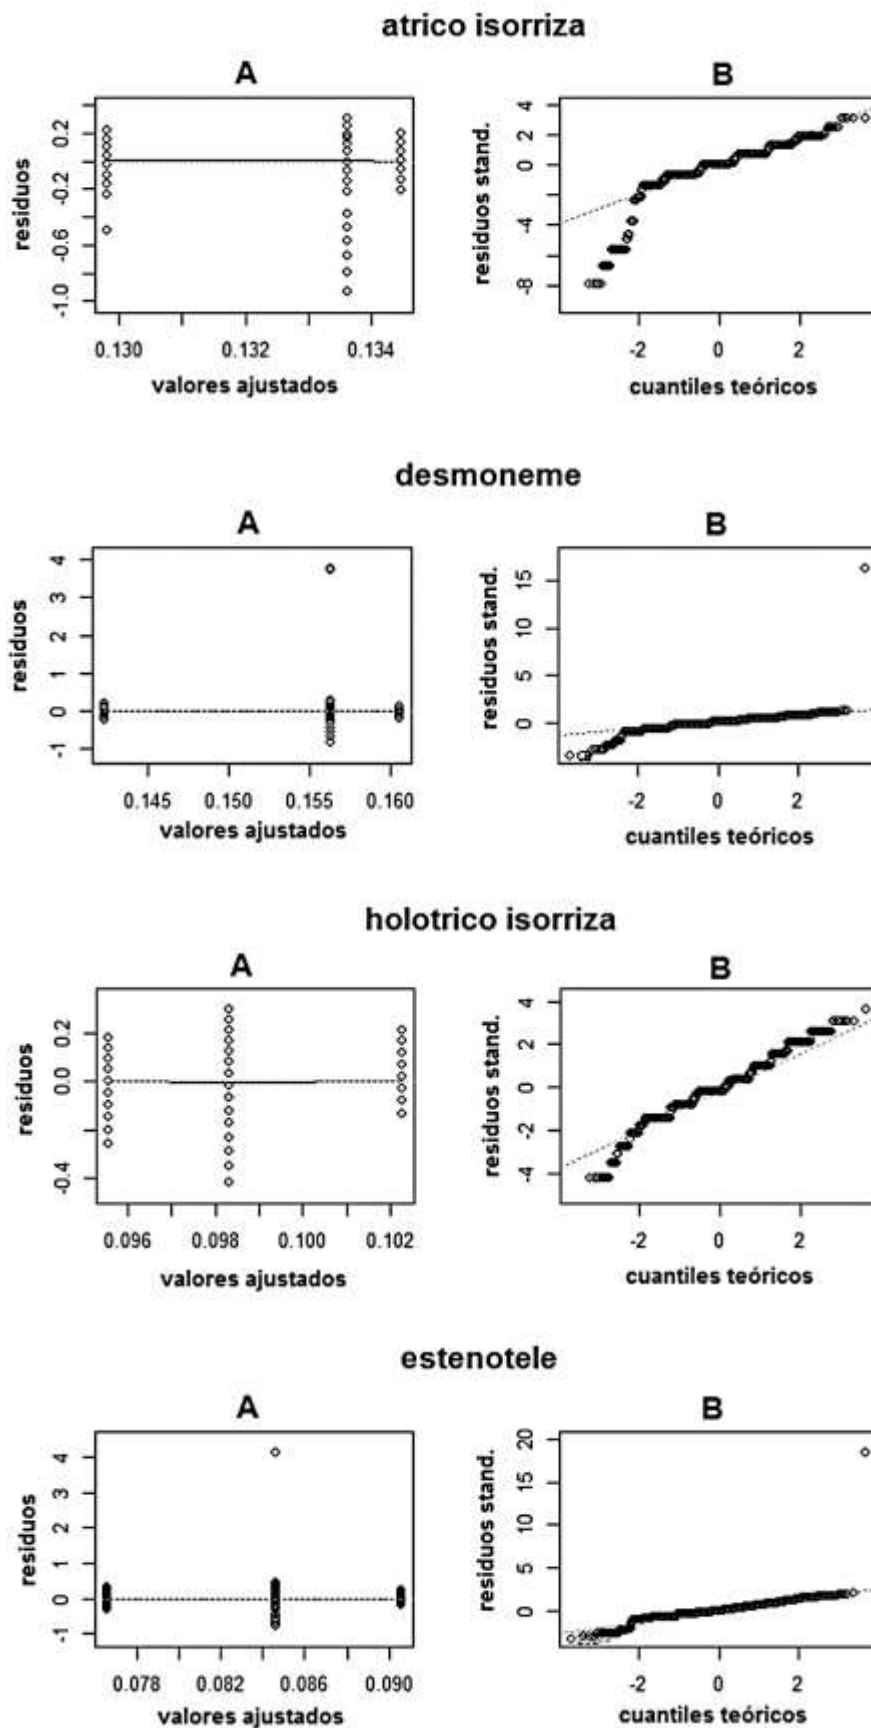 atrico isorriza
A
B
residuos
0.2
-0.2
-0.6
-1.0
0.130
0.132
0.134
valores ajustados
residuos stand.
4
2
0
-4
-8
-2
0
2
cuantiles teóricos
desmoneme
A
B
residuos
4
3
2
1
0
-1
0.145
0.150
0.155
0.160
valores ajustados
residuos stand.
15
10
5
0
-2
0
2
cuantiles teóricos
holotrico isorriza
A
B
residuos
0.2
0.0
-0.4
0.096
0.098
0.100
0.102
valores ajustados
residuos stand.
4
2
0
-2
-4
-2
0
2
cuantiles teóricos
estenotele
A
B
residuos
4
3
2
1
0
-1
0.078
0.082
0.086
0.090
valores ajustados
residuos stand.
20
15
10
5
0
-2
0
2
cuantiles teóricos